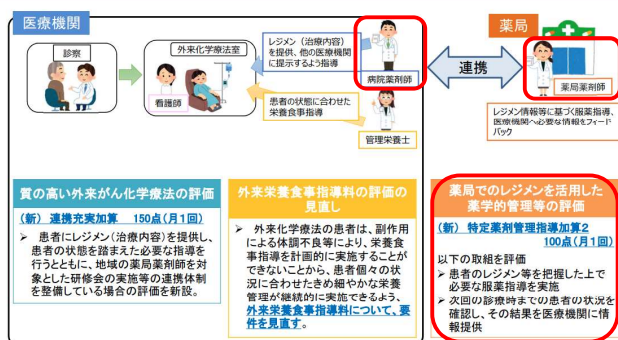 医療機関
薬局
診察
外来化学療法室
看護師
レジメン（治療内容）
を提供、他の医療機関
に提示するよう指導
病院薬剤師
患者の状態に合わせた
栄養食事指導
管理栄養士
連携
薬局薬剤師
レジメン情報等に基づく服薬指導、
医療機関へ必要な情報をフィード
バック
質の高い外来がん化学療法の評価
（新） 連携充実加算 150点（月1回）
➢ 患者にレジメン（治療内容）を提供し、
患者の状態を踏まえた必要な指導を
行うとともに、地域の薬局薬剤師を対
象とした研修会の実施等の連携体制
を整備している場合の評価を新設。
外来栄養食事指導料の評価の
見直し
➢ 外来化学療法の患者は、副作用
による体調不良等により、栄養食
事指導を計画的に実施することが
できないことから、患者個々の状
況に合わせたきめ細やかな栄養
管理が継続的に実施できるよう、
外来栄養食事指導料について、要
件を見直す。
薬局でのレジメンを活用した
薬学的管理等の評価
（新） 特定薬剤管理指導加算2
100点（月1回）
以下の取組を評価
➢ 患者のレジメン等を把握した上で
必要な服薬指導を実施
➢ 次回の診療時までの患者の状況を
確認し、その結果を医療機関に情
報提供